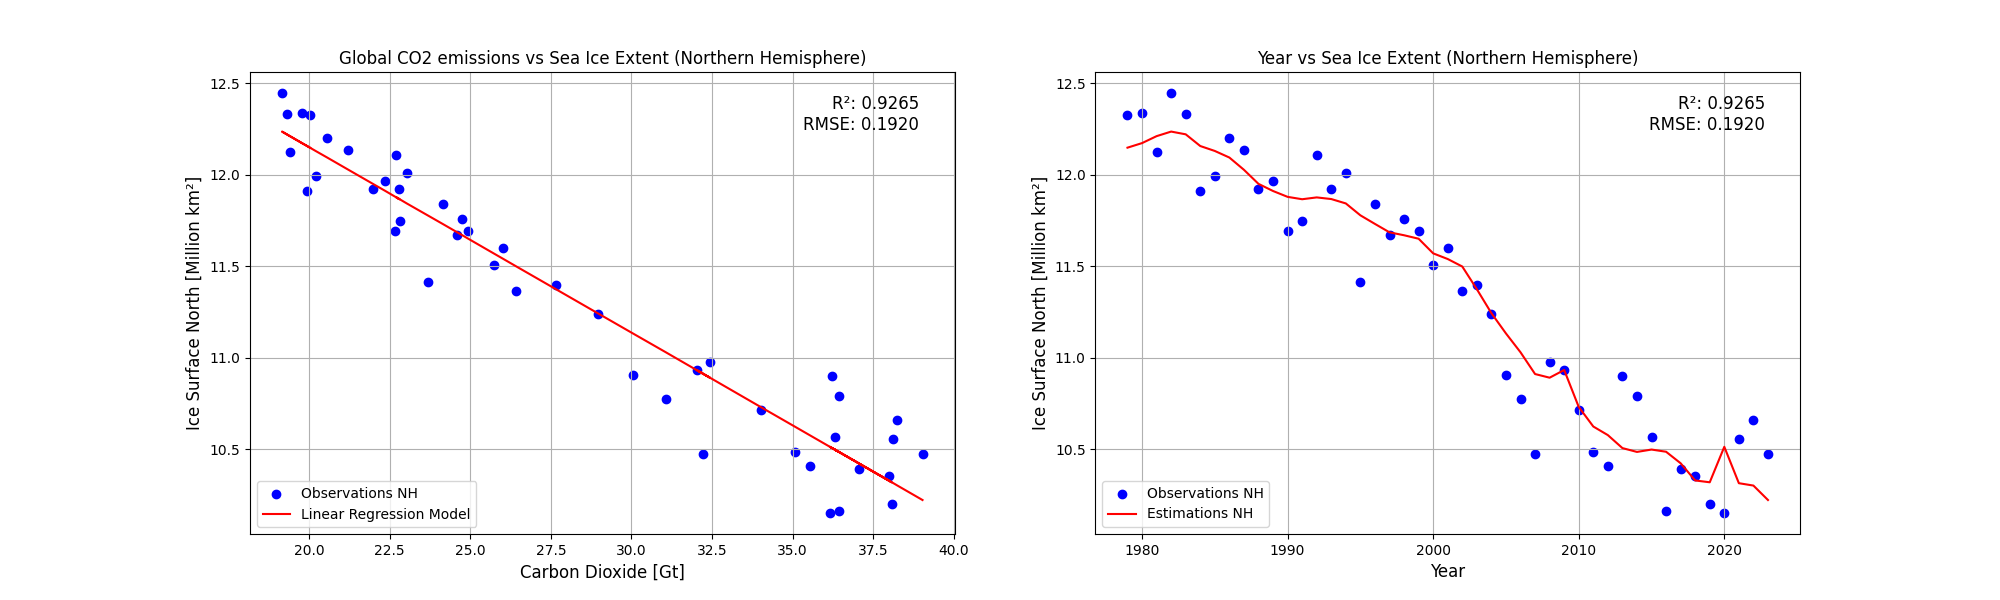 Global CO2 emissions vs Sea Ice Extent (Northern Hemisphere)
R²: 0.9265
RMSE: 0.1920
12.5
12.0
11.5
11.0
10.5
Ice Surface North [Million km²]
Observations NH
Linear Regression Model
20.0 22.5 25.0 27.5 30.0 32.5 35.0 37.5 40.0
Carbon Dioxide [Gt]
Year vs Sea Ice Extent (Northern Hemisphere)
R²: 0.9265
RMSE: 0.1920
12.5
12.0
11.5
11.0
10.5
Ice Surface North [Million km²]
Observations NH
Estimations NH
1980 1990 2000 2010 2020
Year